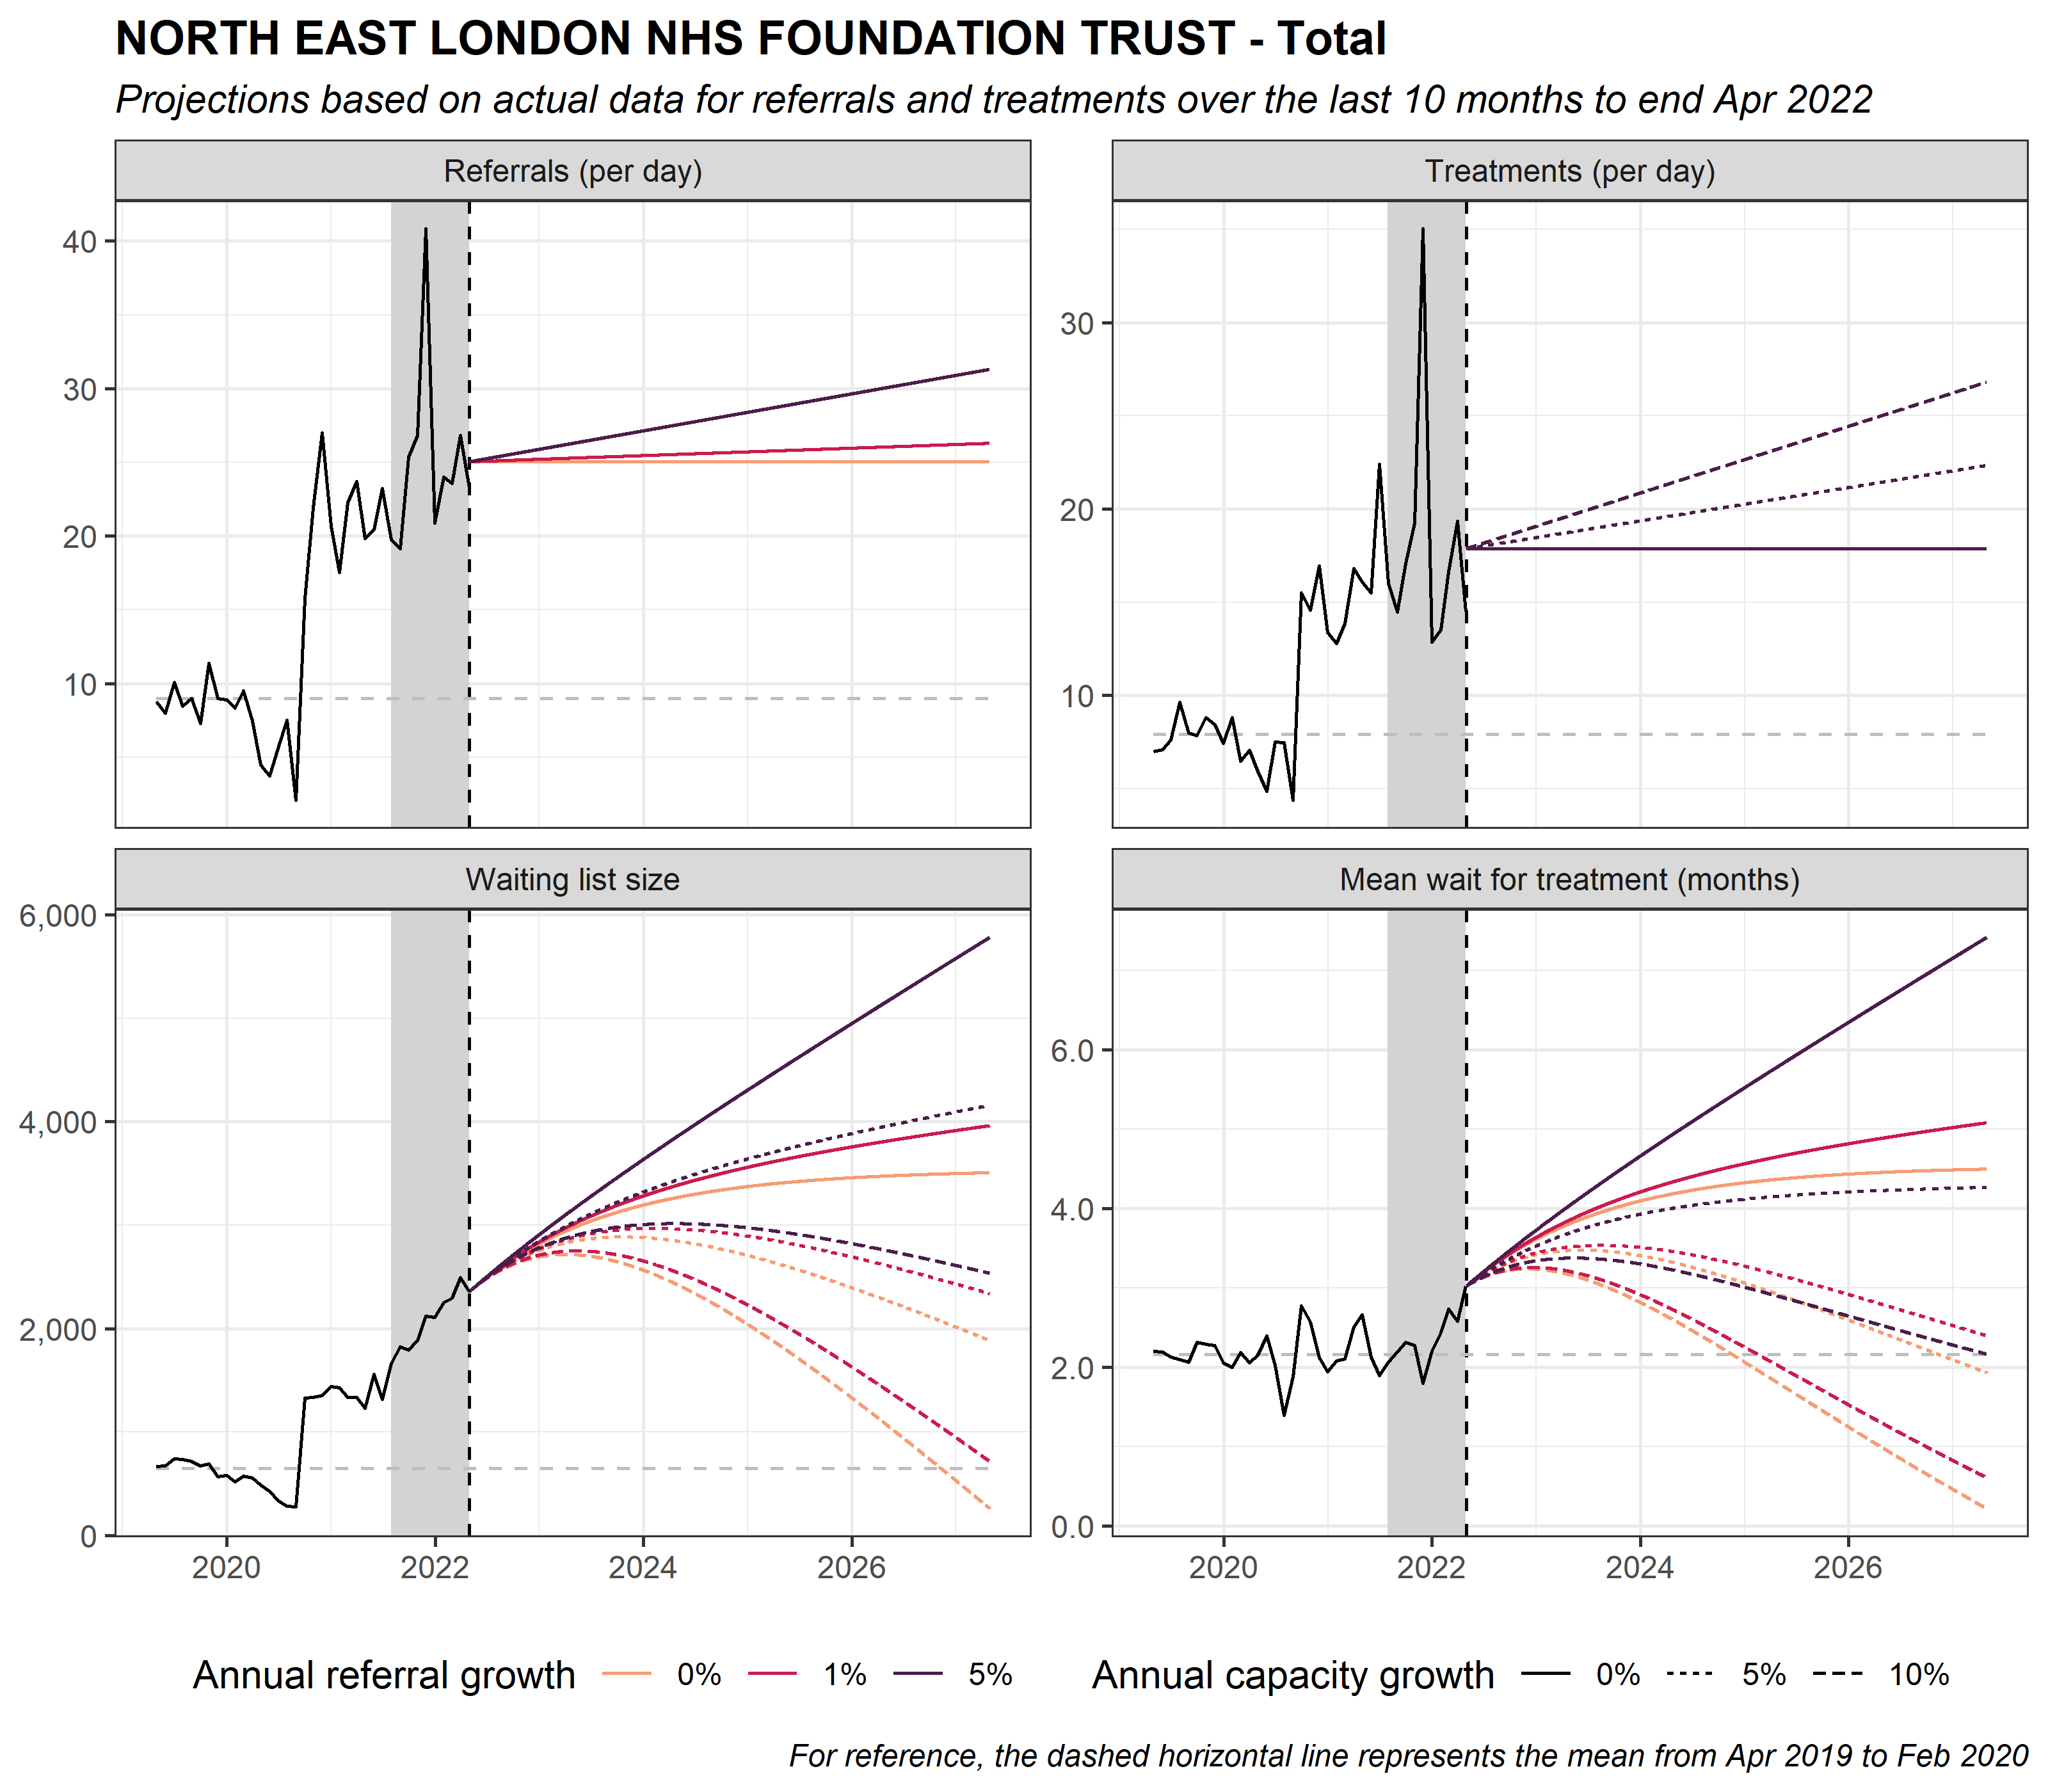 NORTH EAST LONDON NHS FOUNDATION TRUST - Total
Projections based on actual data for referrals and treatments over the last 10 months to end Apr 2022
Referrals (per day)
40
30
20
10
Treatments (per day)
30
20
10
Waiting list size
6,000
4,000
2,000
0
2020 2022 2024 2026
Mean wait for treatment (months)
6.0
4.0
2.0
0.0
2020 2022 2024 2026
Annual referral growth 0% 1% 5%
Annual capacity growth 0% 5% 10%
For reference, the dashed horizontal line represents the mean from Apr 2019 to Feb 2020